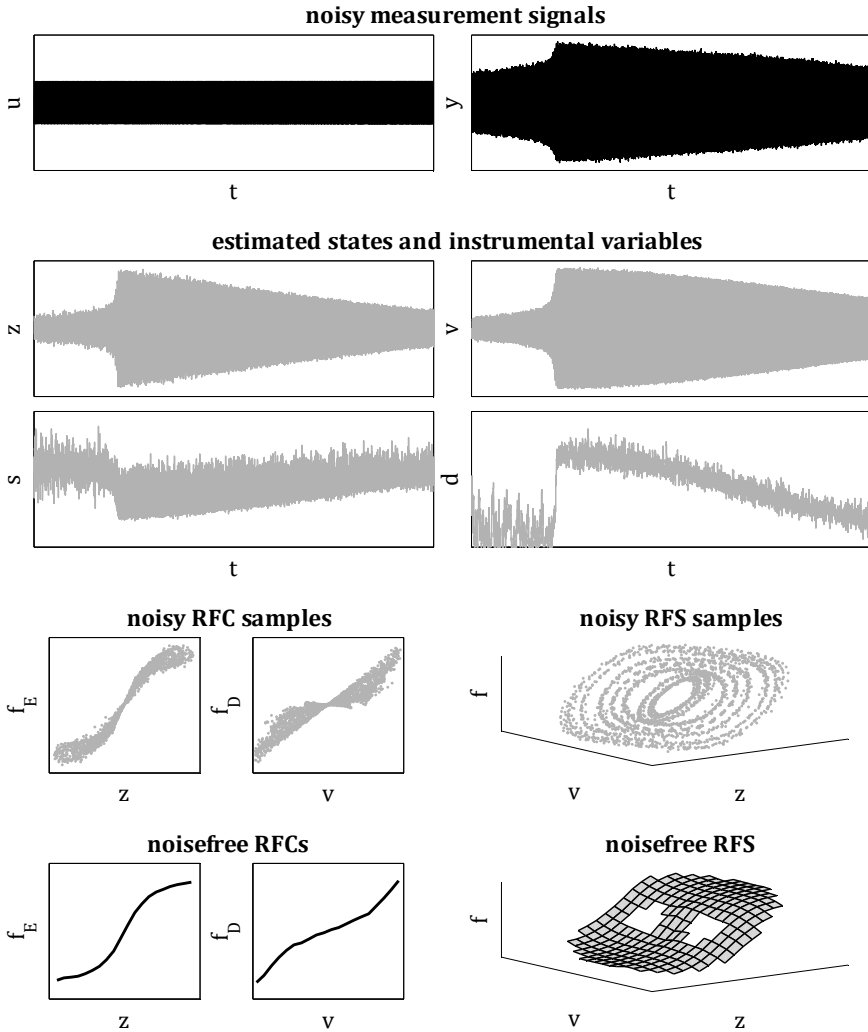 noisy measurement signals
u
y
t
t
estimated states and instrumental variables
z
v
s
d
t
t
noisy RFC samples
noisy RFS samples
f_E
f_D
f
z
v
v
z
noisefree RFCs
noisefree RFS
f_E
f_D
f
z
v
v
z